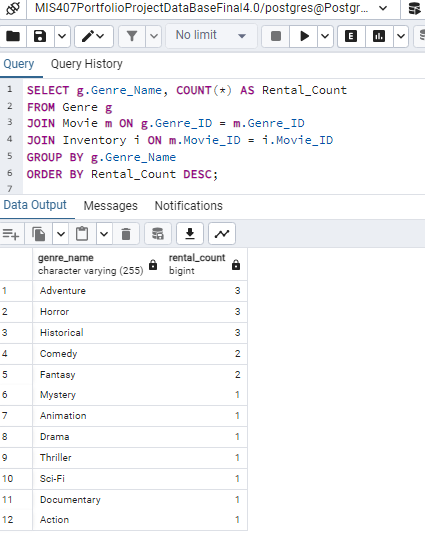 MIS407PortfolioProjectDataBaseFinal4.0/postgres@Postgr...
No limit
E
Query Query History
1 SELECT g.Genre_Name, COUNT(*) AS Rental_Count
2 FROM Genre g
3 JOIN Movie m ON g.Genre_ID = m.Genre_ID
4 JOIN Inventory i ON m.Movie_ID = i.Movie_ID
5 GROUP BY g.Genre_Name
6 ORDER BY Rental_Count DESC;
7
Data Output Messages Notifications
genre_name rental_count
character varying (255) bigint
1 Adventure 3
2 Horror 3
3 Historical 3
4 Comedy 2
5 Fantasy 2
6 Mystery 1
7 Animation 1
8 Drama 1
9 Thriller 1
10 Sci-Fi 1
11 Documentary 1
12 Action 1